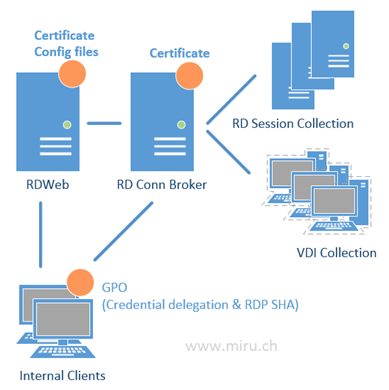 Certificate
Config files
Certificate
RD Session Collection
RDWeb
RD Conn Broker
VDI Collection
GPO
(Credential delegation & RDP SHA)
www.miru.ch
Internal Clients